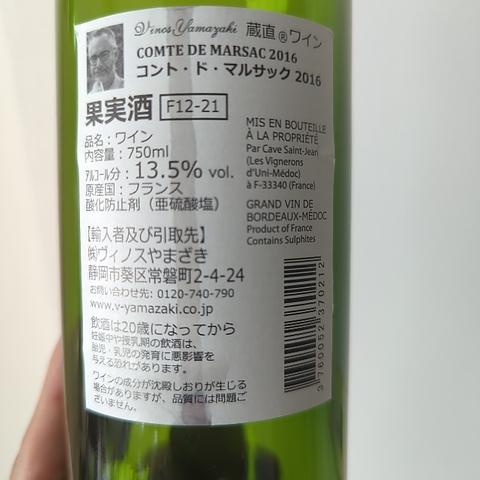 Vinos Yamazaki 蔵直®ワイン
COMTE DE MARSAC 2016
コント・ド・マルサック 2016
果実酒 F12-21
品名：ワイン
内容量：750ml
アルコール分：13.5% vol.
原産国：フランス
酸化防止剤（亜硫酸塩）
MIS EN BOUTEILLE
À LA PROPRIÉTÉ
Par Cave Saint-Jean
(Les Vignerons
d'Uni-Médoc)
à F-33340 (France)
GRAND VIN DE
BORDEAUX-MÉDOC
Product of France
Contains Sulphites
【輸入者及び引取先】
㈱ヴィノスやまざき
静岡市葵区常磐町2-4-24
お問い合わせ先: 0120-740-790
www.v-yamazaki.co.jp
飲酒は20歳になってから
妊娠中や授乳期の飲酒は、
胎児・乳児の発育に悪影響を
与える恐れがあります。
ワインの成分が沈殿しおりが生じる
場合がありますが、品質には問題ご
ざいません。
3 760052 370212